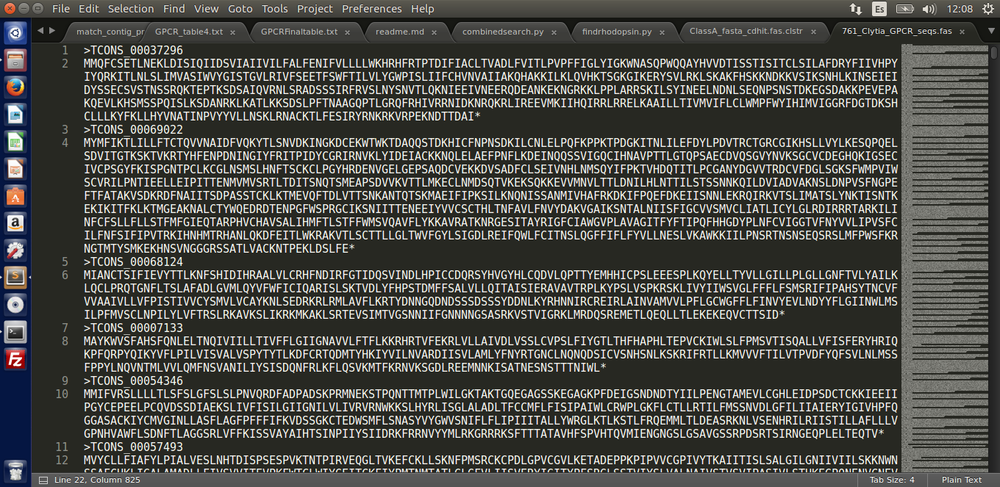 File Edit Selection Find View Goto Tools Project Preferences Help
Es 12:08
match_contig_pr GPCR_table4.txt × GPCRFinaltable.txt × readme.md × combinedsearch.py × findrhodopsin.py × ClassA_fasta_cdhit.fas.clstr × 761_Clytia_GPCR_seqs.fas ×
1 >TCONS_00037296
2 MMQFCSETLNEKLDISIQIIDSVIAIIVILFALFENIFVLLLLWKHRHFRTPTDIFIACLTVADLFVITLPVPFFIGLYIGKWNASQPWQQAYHVVDTISSTISITCLSILAFDRYFIIVHPY
IYQRKITLNLSLIMVASIWVYGISTGVLRIVFSEETFSWFTILVLYGWPISLIIFCHVNVAIIAKQHAKKILKLQVHKTSGKGIKERYSVLRKLSKAKFHSKKNDKKVSIKSNHLKINSEIEI
DYSSECSVSTNSSRQKTEPTKSDSAIQVRNLSRADSSSIRFRVSLNYSNVTLQKNIEEIVNEERQDEANKEKNGRKKLPPLARRSKILSYINEELNDNLSEQNPSNSTDKEGSDAKKPEVEPA
KQEVLKHSMSSPQISLKSDANRKLATLKKSDSLPFTNAAGQPTLGRQFRHIVRRNIDKNRQKRLIREEVMKIIHQIRRLRRELKAAILLTIVMVIFLCLWMPFWYIHIMVIGGRFDGTDKSH
CLLLKYFKLLHYVNATINPVYYVLLNSKLRNACKTLFESIRYRNKRKVRPEKNDTTDAI*
3 >TCONS_00069022
4 MYMFIKTLILLFTCTQVVNAIDFVQKYTLSNVDKINGKDCEKWTWKTDAQQSTDKHICFNPNSDKILCNLELPQFKPPKTPDGKITNLILEFDYLPDVTRCTGRCGIKHSLLVYLKESQPQEL
SDVITGTKSKTVKRTYHFENPDNINGIYFRITPIDYCGRIRNVKLYIDEIACKKNQLELAEFPNFLKDEINQQSSVIGQCIHNAVPTTLGTQPSAECDVQSGVYNVKSGCVCDEGHQKIGSEC
IVCPSGYFKISPGNTPCLKCGLNSMSLHNFTSCKCLPGYHRDENVGELGEPSAQDCVEKKDVSADFCLSEIVNHLNMSQYIFPKTVHDQTITLPCGANYDGVVTRDCVFDGLSGKSFWMPVIW
SCVRILPNTIEELLEIPITTENMVMVSRTLTDITSNQTSMEAPSDVVKVTTLMKECLNMDSQTVKEKSQKKEVVMNVLTTLDNILHLNTTILSTSSNNKQILDVIADVAKNSLDNPVSFNGPE
FTFATAKVSDKRDFNAIITSDPASSTCKLKTMEVQFTDLVTTSNKANTQTSKMAEIFIPKSILKNQNISSANMIVHAFRKDKIFPQEFDKEIISNNLEKRQIRKVTSLIMATSLYNKTISNTK
EKIKITFKLKTMGEAKNALCTYWQEDRDTENPGFWSPRGCIKSNIITTENEEIYVVCSCTHLTNFAVLFNVYDAKVGAIKSNTALNIISFIGCVVSMVCLIATLICYLGLRDIRRRTARKILI
NFCFSLLFLLSTFMFGIEQTARPHVCHAVSALIHMFTLSTFFWMSVQAVFLYKKAVRATKNRGESITAYRIGFCIAWGVPLAVAGITFYFTIPQFHHGDYPLNFCVIGGTVFNYVVLIPVSFC
ILFNFSIFIPVTRKIHNHMTRHANLQKDFEITLWKRAKVTLSCTTLLGLTWVFGYLSIGDLREIFQWLFCITNSLQGFFIFLFYVLLNESLVKAWKKIILPNSRTNSNSEQSRSLMFPWSFKR
NGTMTYSMKEKHNSVNGGGRSSATLVACKNTPEKLDSLFE*
5 >TCONS_00068124
6 MIANCTSIFIEVYTTLKNFSHIDIHRAALVLCRHFNDIRFGTIDQSVINDLHPICCDQRSYHVGYHLCQDVLQPTTYEMHHICPSLEEESPLKQYELLTYVLLGILLPLGLLGNFTVLYAILK
LQCLPRQTGNFLTSLAFADLGVMLQYVFWFICIQARISLSKTVDLYFHPSTDMFFSALVLLQITAISIERAVAVTRPLKYPSLVSPKRSKLIVYIIWSVGLFFFLFSMSRIFIPAHSYTNCVF
VVAAIVLLVFPISTIVVCYSMVLVCAYKNLSEDRKRLRMLAVFLKRTYDNNGQDNDSSSDSSSYDDNLKYRHNNIRCREIRLAINVAMVVLPFLGCWGFFLFINVYEVLNDYYFLGIINWLMS
ILPFMVSCLNPILYLVFTRSLRKAVKSLIKRKMKAKLSRTEVSIMTVGSNNIIFGNNNNGSASRKVSTVIGRKLMRDQSREMETLQEQLLTLEKEKEQVCTTSID*
7 >TCONS_00007133
8 MAYKWVSFAHSFQNLELTNQIVIILLTIVFFLGIIGNAVVLFTFLKKRHRTVFEKRLVLLAIVDLVSSLCVPSLFIYGTLTHFHAPHLTEPVCKIWLSLFPMSVTISQALLVFISFERYHRIQ
KPFQRPYQIKYVFLPILVISVALVSPYTYTLKDFCRTQDMTYHKIYVILNVARDIISVLAMLYFNYRTGNCLNQNQDSICVSNHSNLKSKRIFRTLLKMVVVFTILVTPVDFYQFSVLNLMSS
FPPYLNQVNTMLVVLQMFNSVANILIYSISDQNFRLKFLQSVKMTFKRNVKSGDLREEMNNKISATNESNSTTTNIWL*
9 >TCONS_00054346
10 MMIFVRSLLLLTLSFSLGFSLSLPNVQRDFADPADSKPRMNEKSTPQNTTMTPLWILGKTAKTGQEGAGSSKEGAGKPFDEIGSNDNDTYIILPENGTAMEVLCGHLEIDPSDCTCKKIEEII
PGYCEPEELPCQVDSSDIAEKSLIVFISILGIIGNILVLIVRVRNWKKSLHYRLISGLALADLTFCCMFLFISIPAIWLCRWPLGKFLCTLLRTILFMSSNVDLGFILIIAIERYIGIVHPFQ
GGASACKIYCMVGINLLASFLAGFPFFFIFKVDSSGKCTEDWSMFLSNASYVYGWVSNIFLFLIPIIITALLYWRGLKTLKSTLFRQEMMLTLDEASRKNLVSENHRILRIISTILLAFLLLV
GPNHVAWFLSDNFTLAGGSRLVFFKISSVAYAIHTSINPIIYSIIDRKFRRNVYYMLRKGRRRKSFTTTATAVHFSPVHTQVMIENGNGSLGSAVGSSRPDSRTSIRNGEQPLELTEQTV*
11 >TCONS_00057493
12 MVYCLLFIAFYLPIALVESLNHTDISPSESPVKTNTPIRVEQGLTVKEFCKLLSKNFPMSRCKCPDLGPVCGVLKETADEPPKPIPVVCGPIVYTKAIITISLSALGILGNIIVIILSKKNWN
Line 22, Column 825 Tab Size: 4 Plain Text